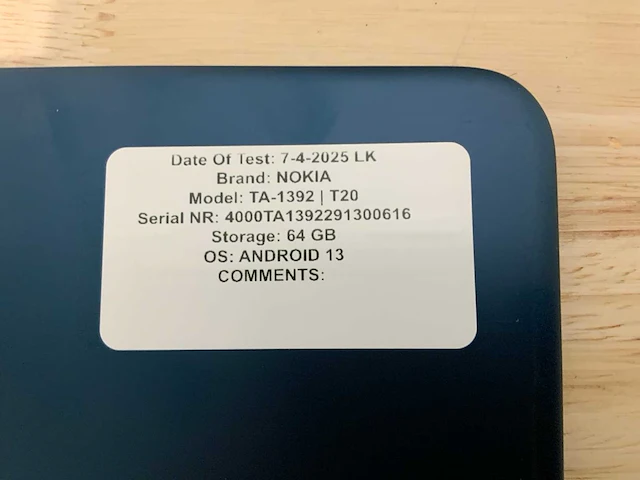 Date Of Test: 7-4-2025 LK
Brand: NOKIA
Model: TA-1392 | T20
Serial NR: 4000TA1392291300616
Storage: 64 GB
OS: ANDROID 13
COMMENTS: